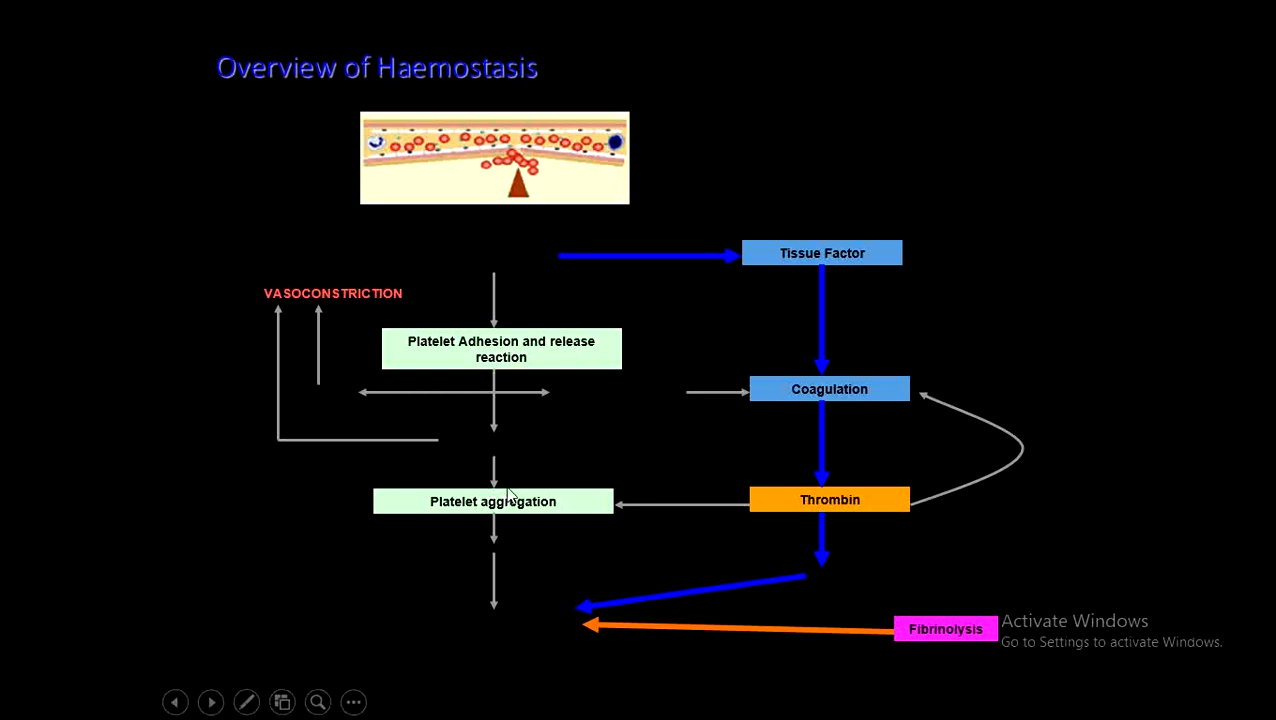 Overview of Haemostasis
Tissue Factor
VASOCONSTRICTION
Platelet Adhesion and release
reaction
Coagulation
Platelet aggregation
Thrombin
Fibrinolysis
Activate Windows
Go to Settings to activate Windows.